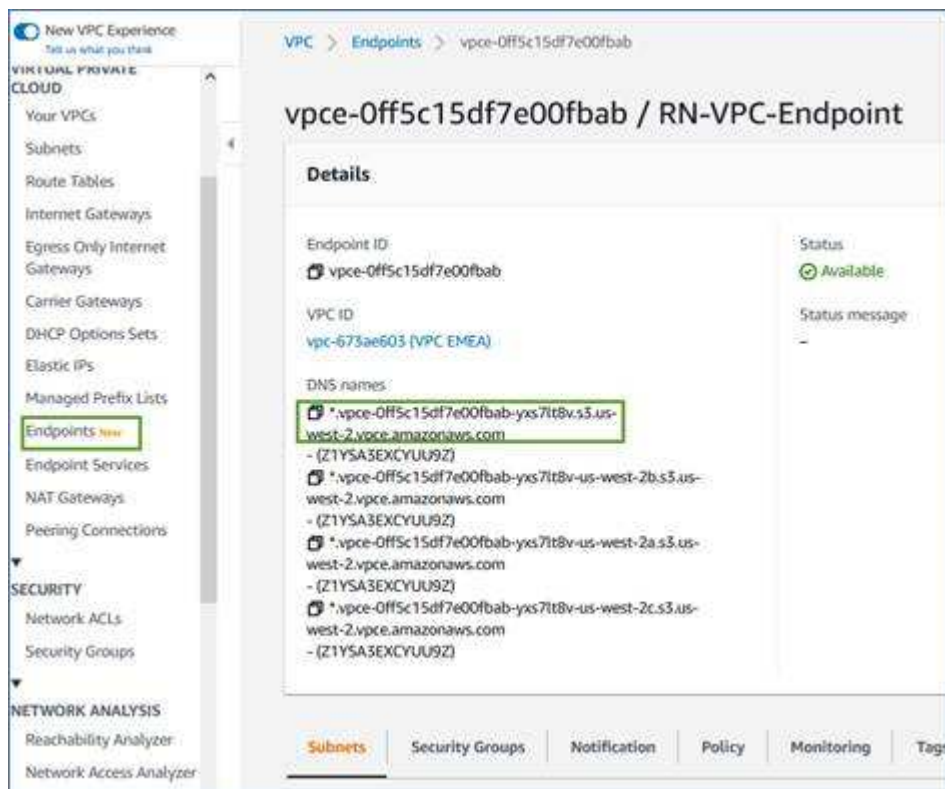 New VPC Experience
Tell us what you think
VIRTUAL PRIVATE
CLOUD
Your VPCs
Subnets
Route Tables
Internet Gateways
Egress Only Internet
Gateways
Carrier Gateways
DHCP Options Sets
Elastic IPs
Managed Prefix Lists
Endpoints New
Endpoint Services
NAT Gateways
Peering Connections
SECURITY
Network ACLs
Security Groups
NETWORK ANALYSIS
Reachability Analyzer
Network Access Analyzer
VPC > Endpoints > vpce-0ff5c15df7e00fbab
vpce-0ff5c15df7e00fbab / RN-VPC-Endpoint
Details
Endpoint ID
vpce-0ff5c15df7e00fbab
VPC ID
vpc-673ae603 (VPC EMEA)
DNS names
*.vpce-0ff5c15df7e00fbab-yxs7lt8v.s3.us-
west-2.vpce.amazonaws.com
- (Z1YSA3EXCYUU9Z)
*.vpce-0ff5c15df7e00fbab-yxs7lt8v-us-west-2b.s3.us-
west-2.vpce.amazonaws.com
- (Z1YSA3EXCYUU9Z)
*.vpce-0ff5c15df7e00fbab-yxs7lt8v-us-west-2a.s3.us-
west-2.vpce.amazonaws.com
- (Z1YSA3EXCYUU9Z)
*.vpce-0ff5c15df7e00fbab-yxs7lt8v-us-west-2c.s3.us-
west-2.vpce.amazonaws.com
- (Z1YSA3EXCYUU9Z)
Status
Available
Status message
-
Subnets
Security Groups
Notification
Policy
Monitoring
Tags